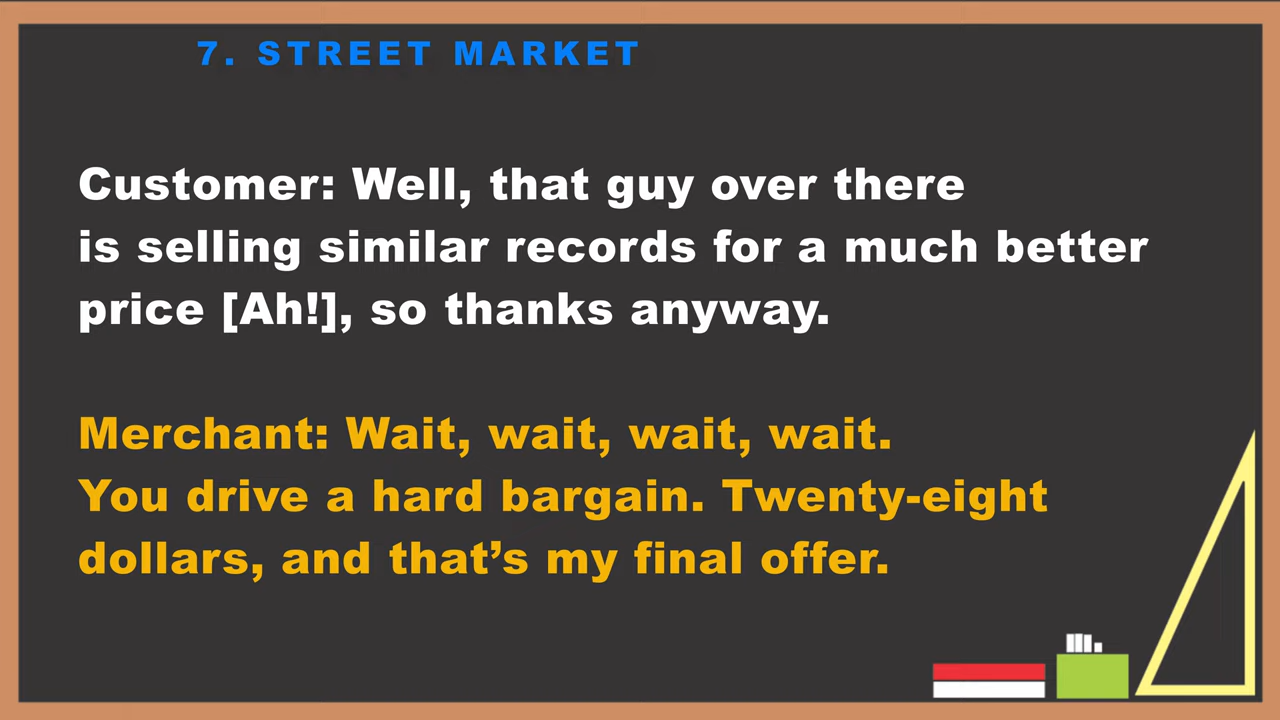 7. STREET MARKET
Customer: Well, that guy over there
is selling similar records for a much better
price [Ah!], so thanks anyway.
Merchant: Wait, wait, wait, wait.
You drive a hard bargain. Twenty-eight
dollars, and that’s my final offer.